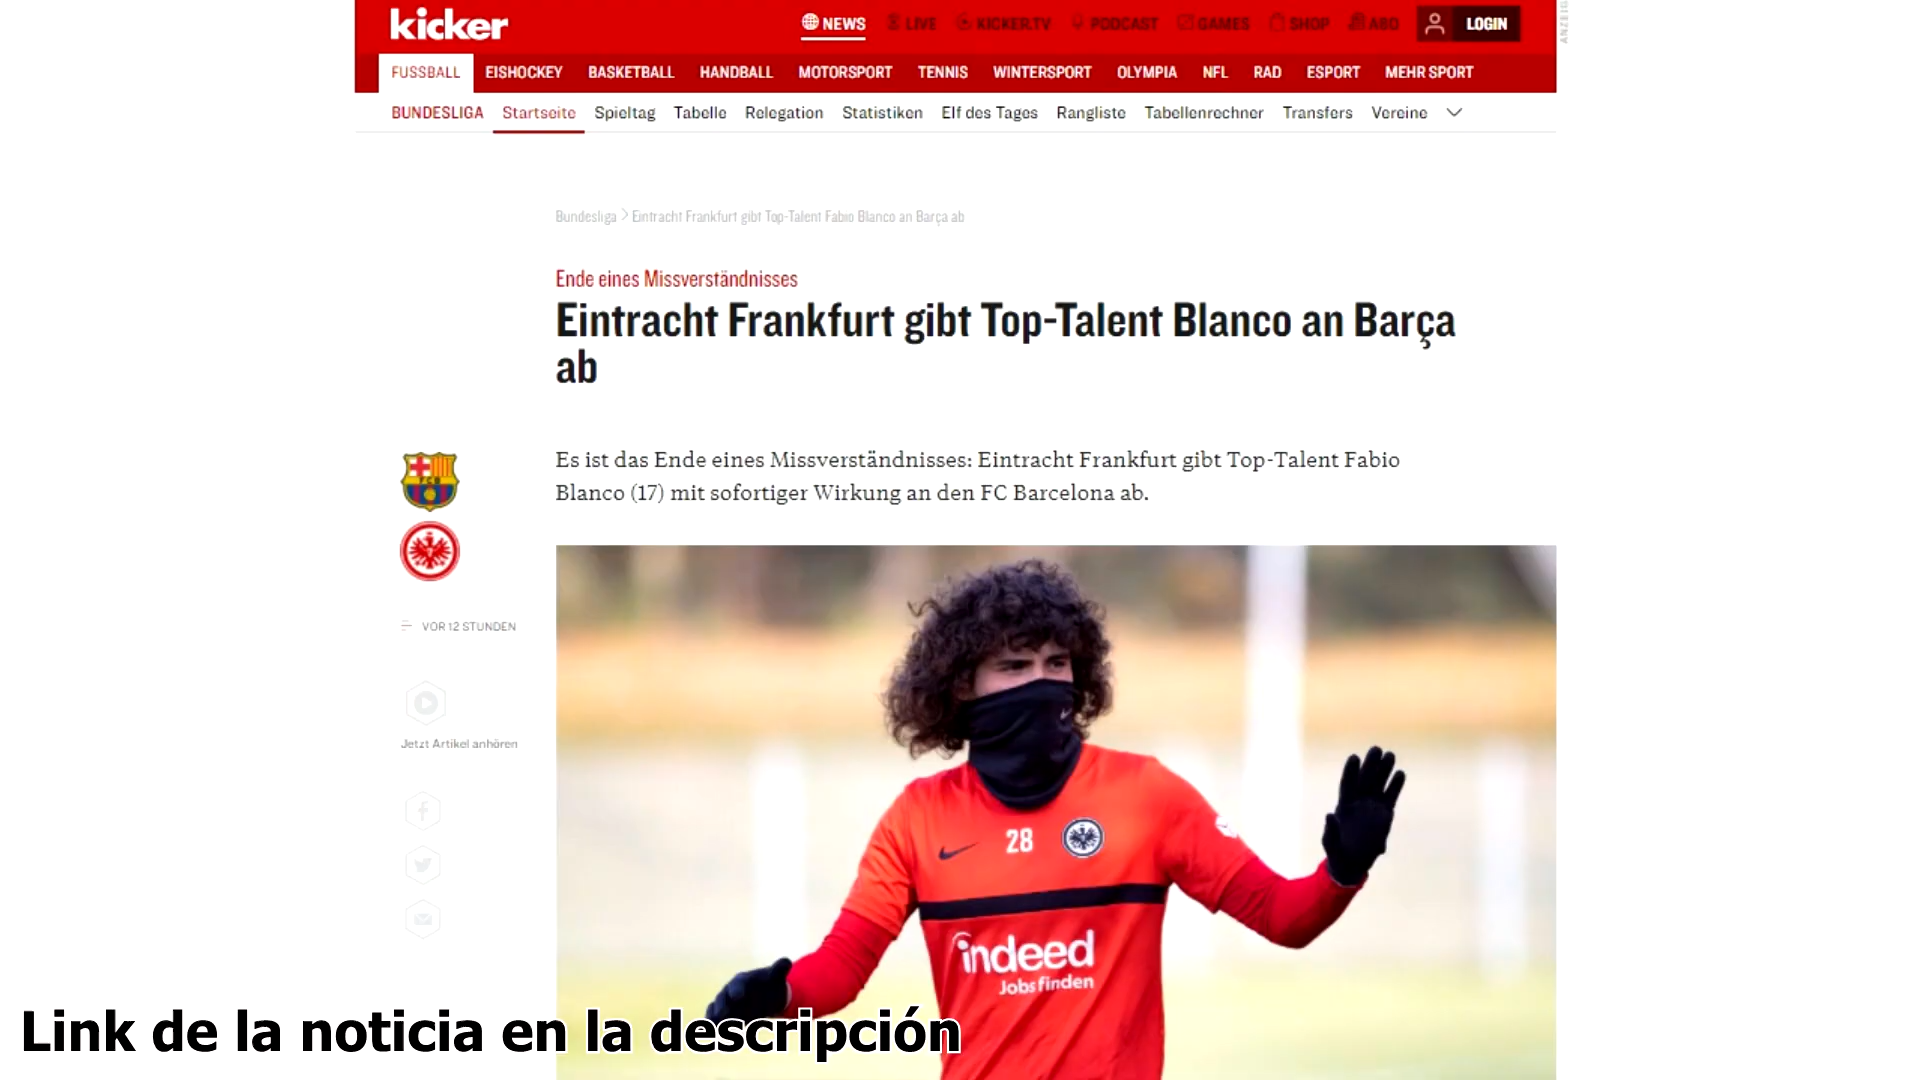 kicker
NEWS LIVE KICKER.TV PODCAST GAMES SHOP ABO LOGIN
ANZEIG
FUSSBALL EISHOCKEY BASKETBALL HANDBALL MOTORSPORT TENNIS WINTERSPORT OLYMPIA NFL RAD ESPORT MEHR SPORT
BUNDESLIGA Startseite Spieltag Tabelle Relegation Statistiken Elf des Tages Rangliste Tabellenrechner Transfers Vereine
Bundesliga > Eintracht Frankfurt gibt Top-Talent Fabio Blanco an Barça ab
Ende eines Missverständnisses
Eintracht Frankfurt gibt Top-Talent Blanco an Barça
ab
Es ist das Ende eines Missverständnisses: Eintracht Frankfurt gibt Top-Talent Fabio
Blanco (17) mit sofortiger Wirkung an den FC Barcelona ab.
FCB
VOR 12 STUNDEN
Jetzt Artikel anhören
28
indeed
Jobs finden
Link de la noticia en la descripción